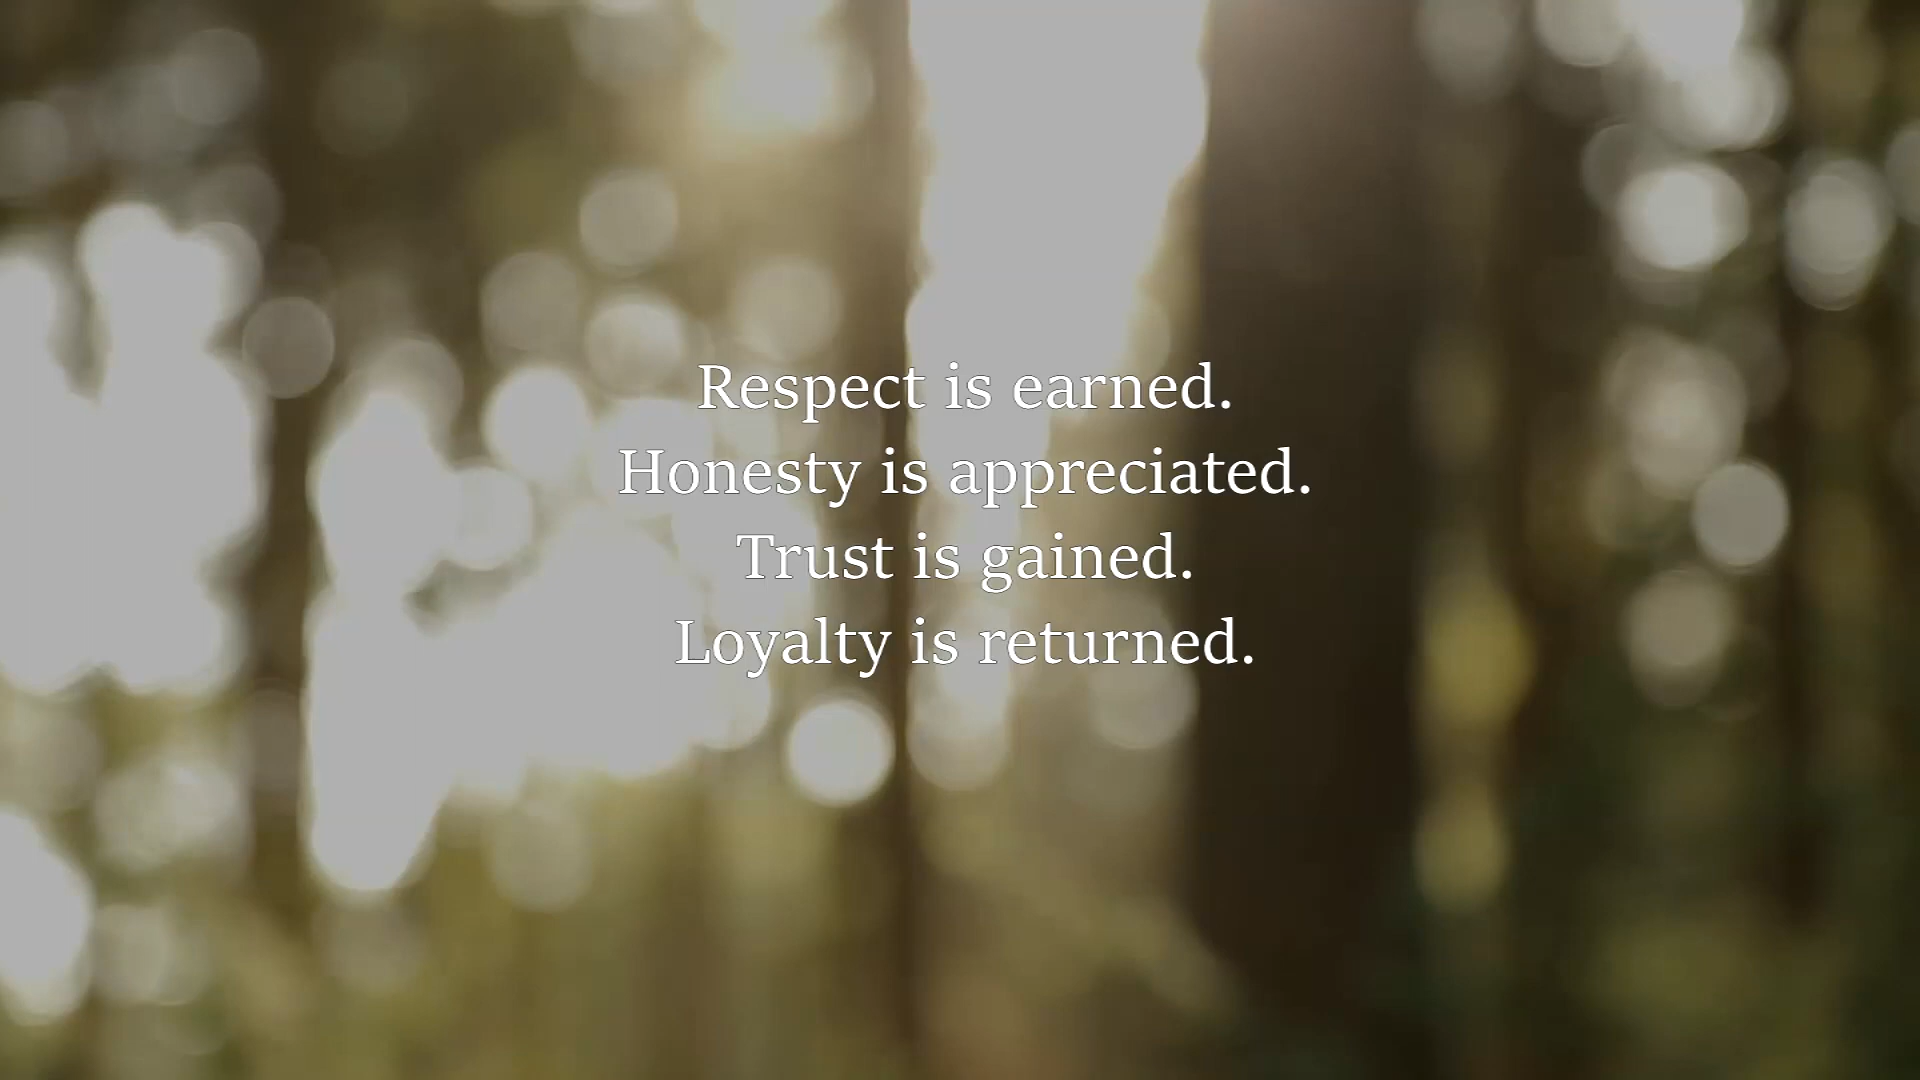 Respect is earned.
Honesty is appreciated.
Trust is gained.
Loyalty is returned.